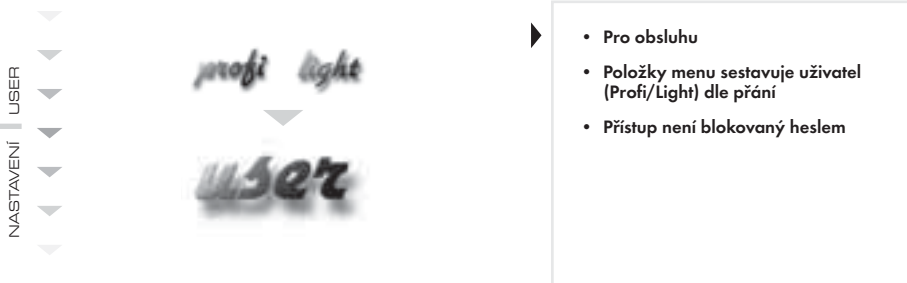 NASTAVENÍ USER
profi light
user
• Pro obsluhu
• Položky menu sestavuje uživatel
(Profi/Light) dle přání
• Přístup není blokovaný heslem